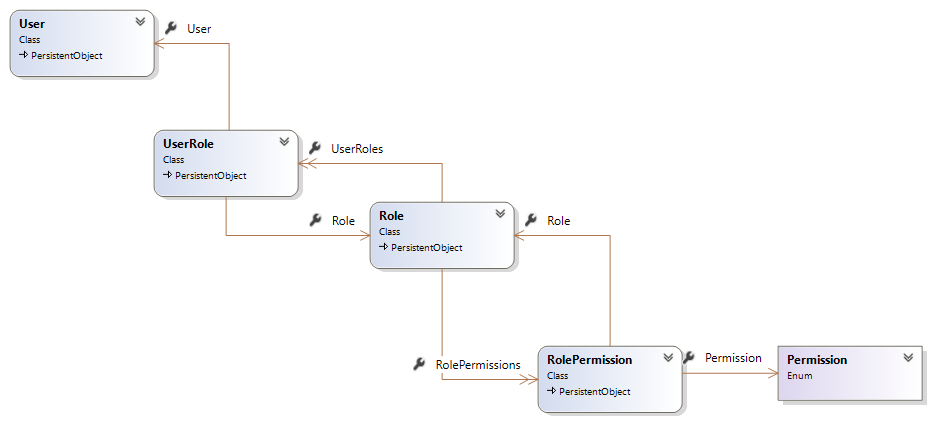 User
Class
PersistentObject
User
UserRole
Class
PersistentObject
UserRoles
Role
Role
Class
PersistentObject
Role
RolePermissions
RolePermission
Class
PersistentObject
Permission
Permission
Enum